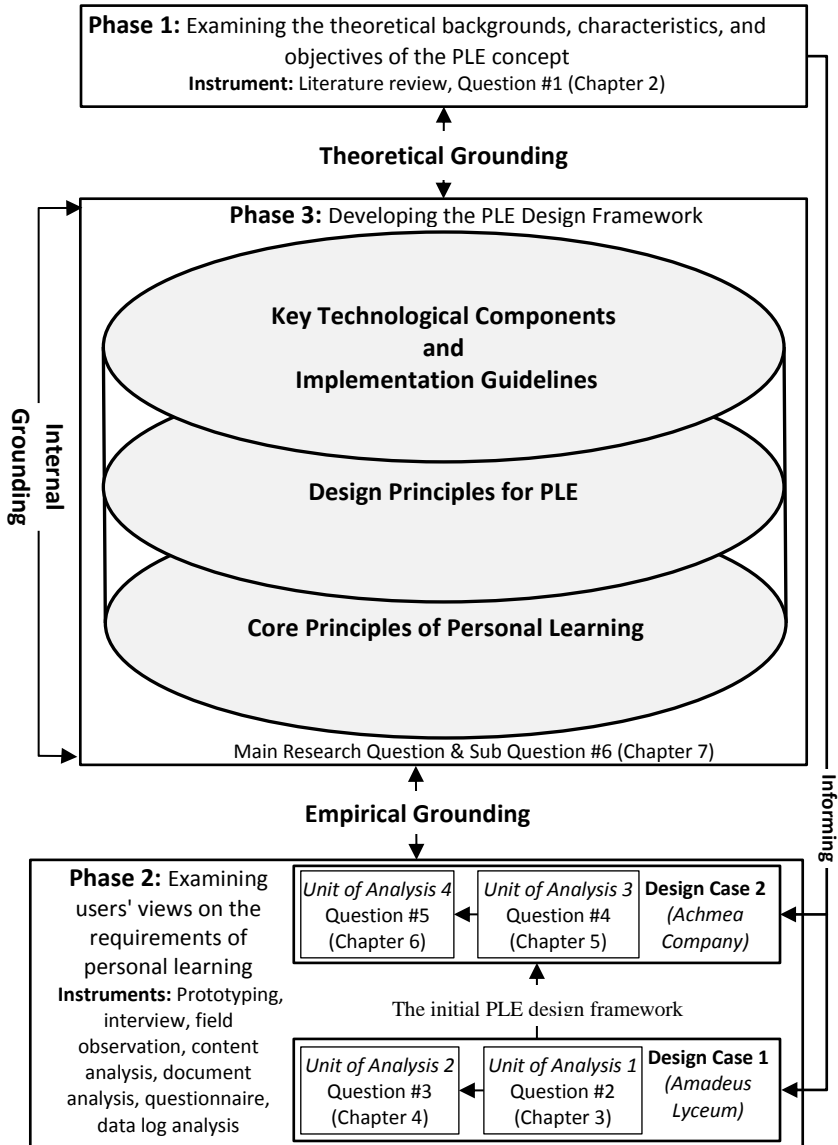 Phase 1: Examining the theoretical backgrounds, characteristics, and
objectives of the PLE concept
Instrument: Literature review, Question #1 (Chapter 2)
Theoretical Grounding
Phase 3: Developing the PLE Design Framework
Key Technological Components
and
Implementation Guidelines
Design Principles for PLE
Core Principles of Personal Learning
Main Research Question & Sub Question #6 (Chapter 7)
Internal
Grounding
Informing
Empirical Grounding
Phase 2: Examining
users' views on the
requirements of
personal learning
Instruments: Prototyping,
interview, field
observation, content
analysis, document
analysis, questionnaire,
data log analysis
Unit of Analysis 4
Question #5
(Chapter 6)
Unit of Analysis 3
Question #4
(Chapter 5)
Design Case 2
(Achmea
Company)
The initial PLE design framework
Unit of Analysis 2
Question #3
(Chapter 4)
Unit of Analysis 1
Question #2
(Chapter 3)
Design Case 1
(Amadeus
Lyceum)